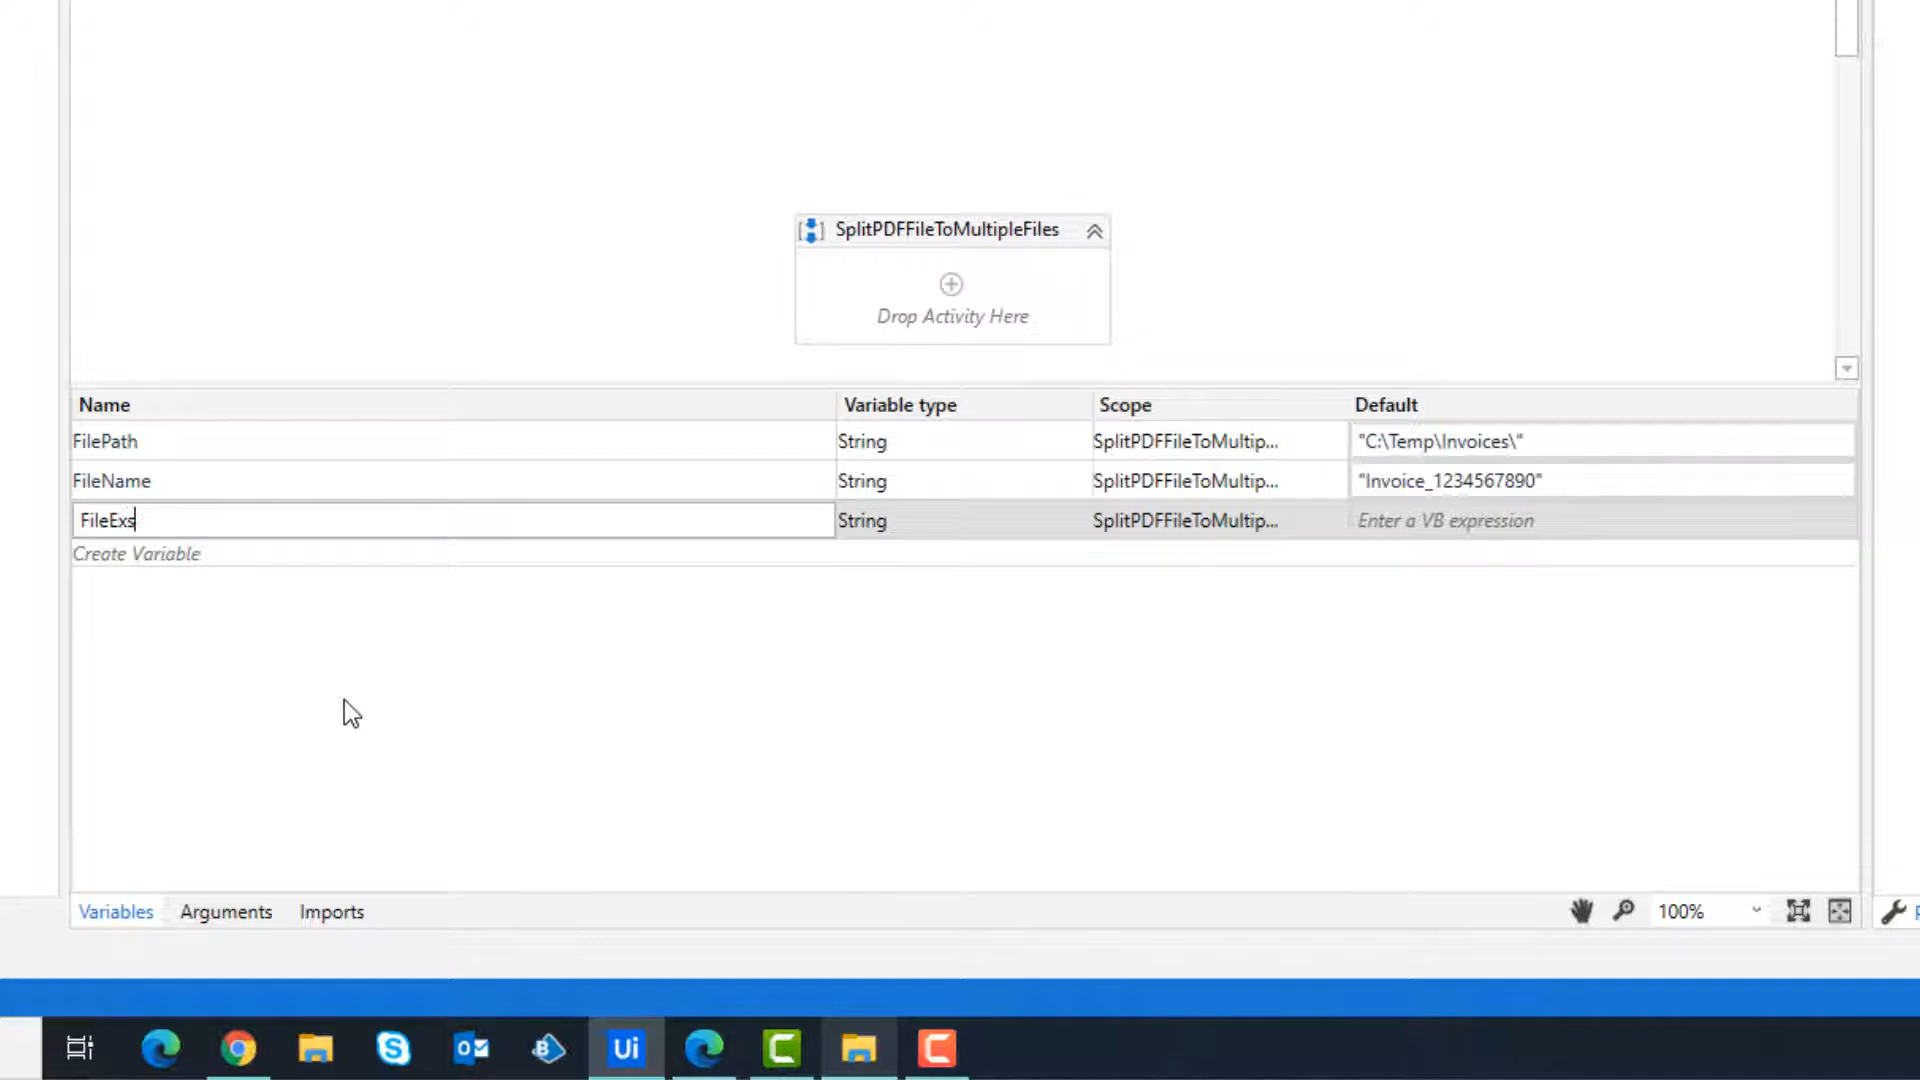 SplitPDFFileToMultipleFiles
Drop Activity Here
Name Variable type Scope Default
FilePath String SplitPDFFileToMultip... "C:\Temp\Invoices\"
FileName String SplitPDFFileToMultip... "Invoice_1234567890"
FileExs String SplitPDFFileToMultip... Enter a VB expression
Create Variable
Variables Arguments Imports 100%
Ui